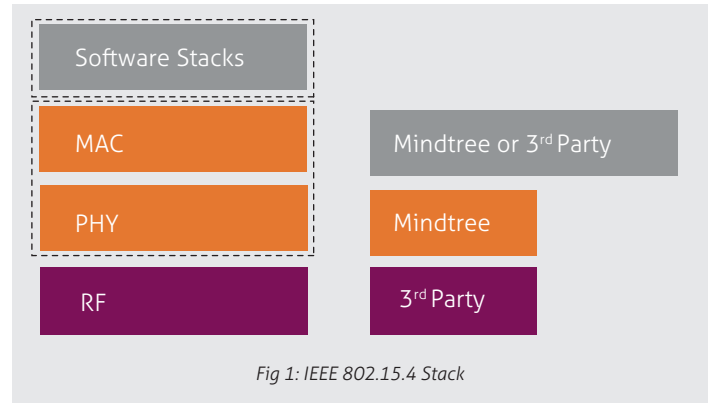 Software Stacks
MAC
Mindtree or 3rd Party
PHY
Mindtree
RF
3rd Party
Fig 1: IEEE 802.15.4 Stack